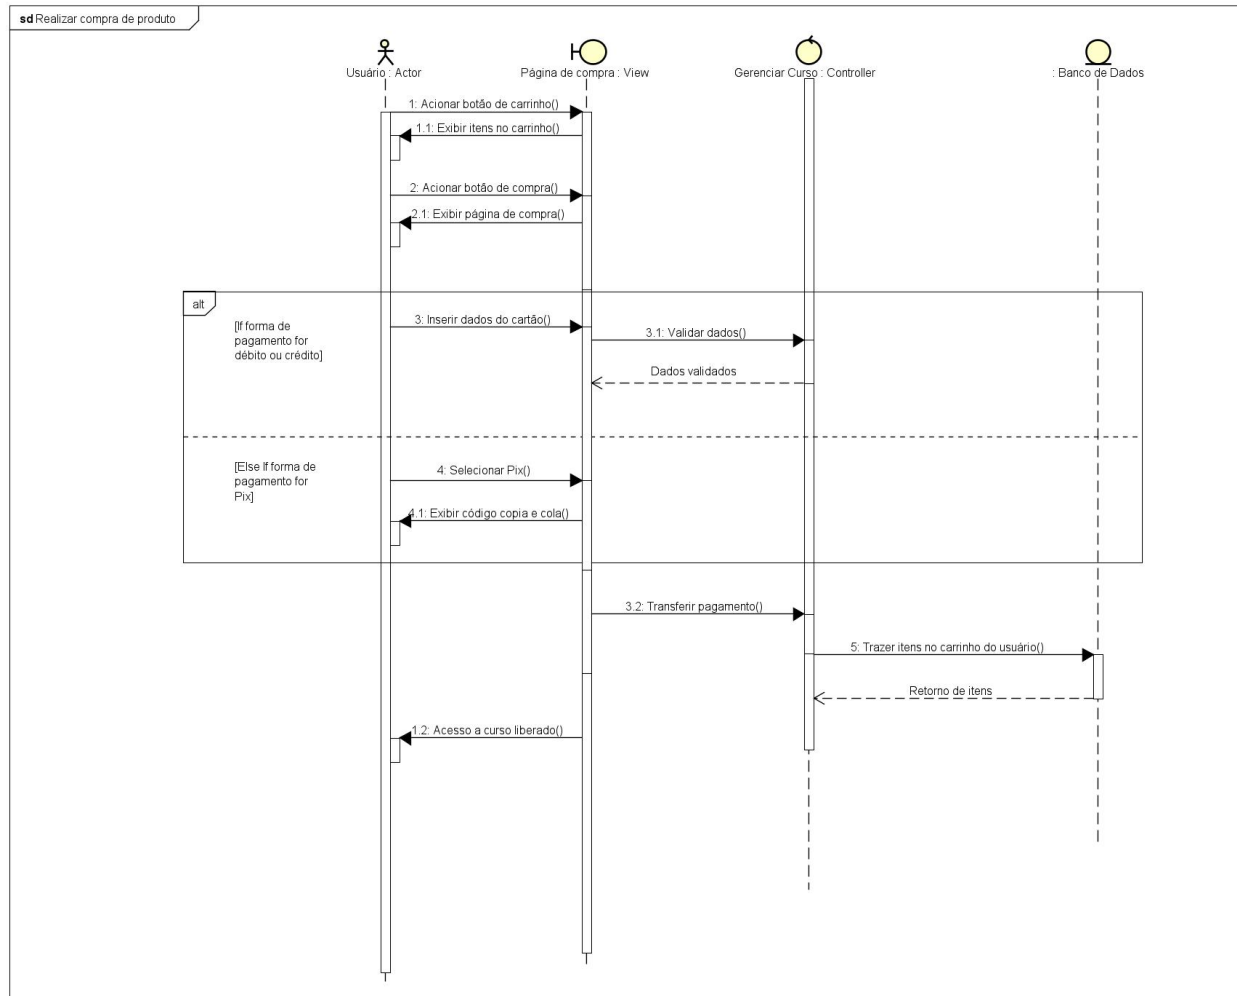 sd Realizar compra de produto
Usuário : Actor
Página de compra : View
Gerenciar Curso : Controller
: Banco de Dados
1: Acionar botão de carrinho()
1.1: Exibir itens no carrinho()
2: Acionar botão de compra()
2.1: Exibir página de compra()
alt
[If forma de
pagamento for
débito ou crédito]
3: Inserir dados do cartão()
3.1: Validar dados()
Dados validados
[Else If forma de
pagamento for
Pix]
4: Selecionar Pix()
4.1: Exibir código copia e cola()
3.2: Transferir pagamento()
5: Trazer itens no carrinho do usuário()
Retorno de itens
1.2: Acesso a curso liberado()